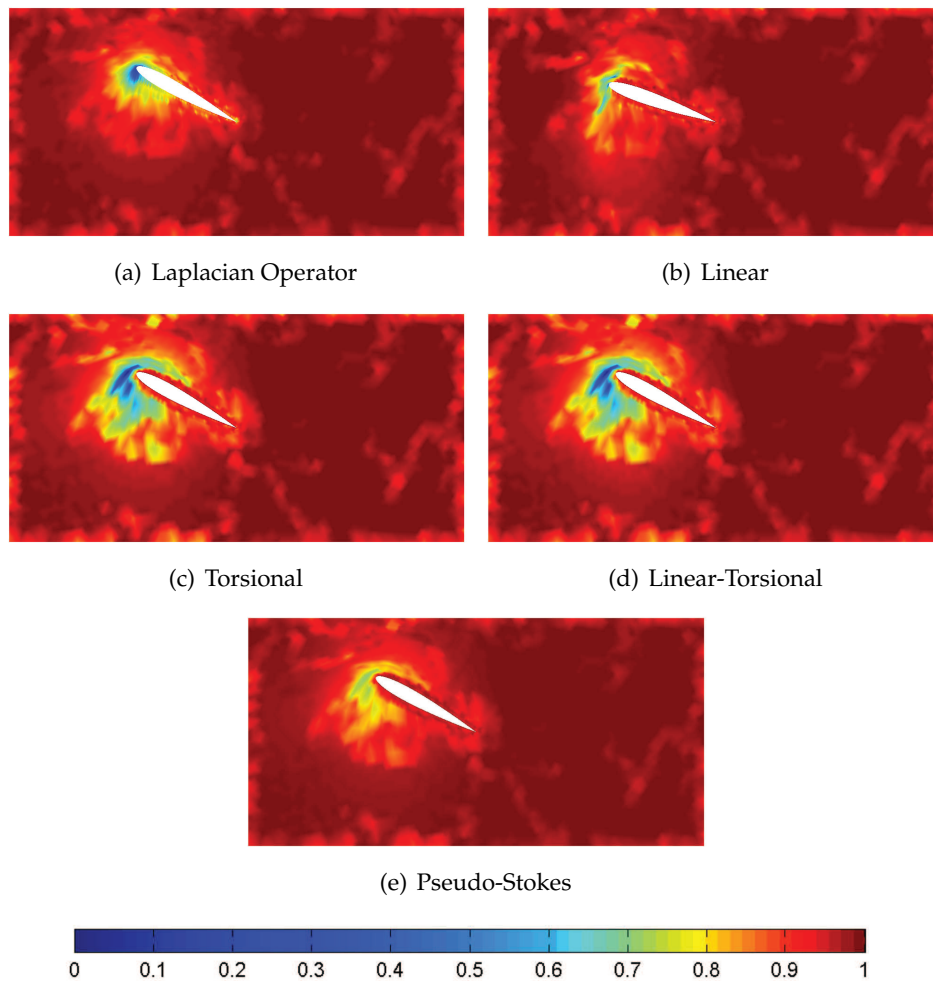 (a) Laplacian Operator
(b) Linear
(c) Torsional
(d) Linear-Torsional
(e) Pseudo-Stokes
0 0.1 0.2 0.3 0.4 0.5 0.6 0.7 0.8 0.9 1